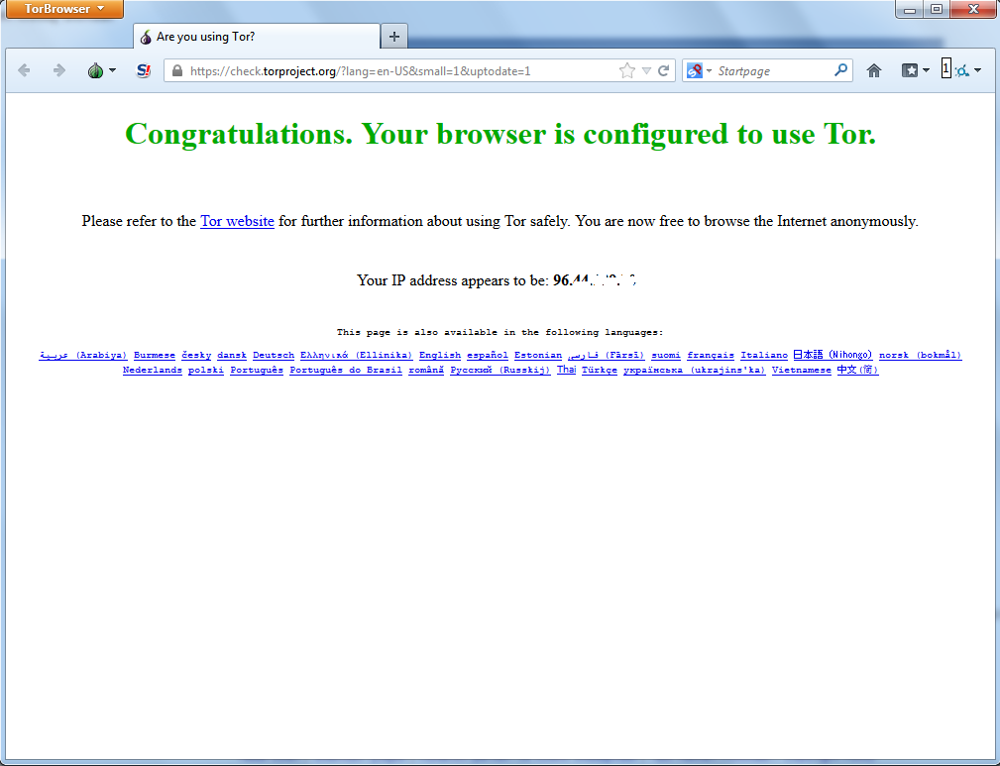 TorBrowser
Are you using Tor?
https://check.torproject.org/?lang=en-US&small=1&uptodate=1
Startpage
1
Congratulations. Your browser is configured to use Tor.
Please refer to the Tor website for further information about using Tor safely. You are now free to browse the Internet anonymously.
Your IP address appears to be: 96.44.
This page is also available in the following languages:
عربية (Arabiya) Burmese česky dansk Deutsch Ελληνικά (Ellinika) English español Estonian فارسی (Fārsī) suomi français Italiano 日本語 (Nihongo) norsk (bokmål)
Nederlands polski Português Português do Brasil română Русский (Russkij) Thai Türkçe українська (ukrajins'ka) Vietnamese 中文(简)